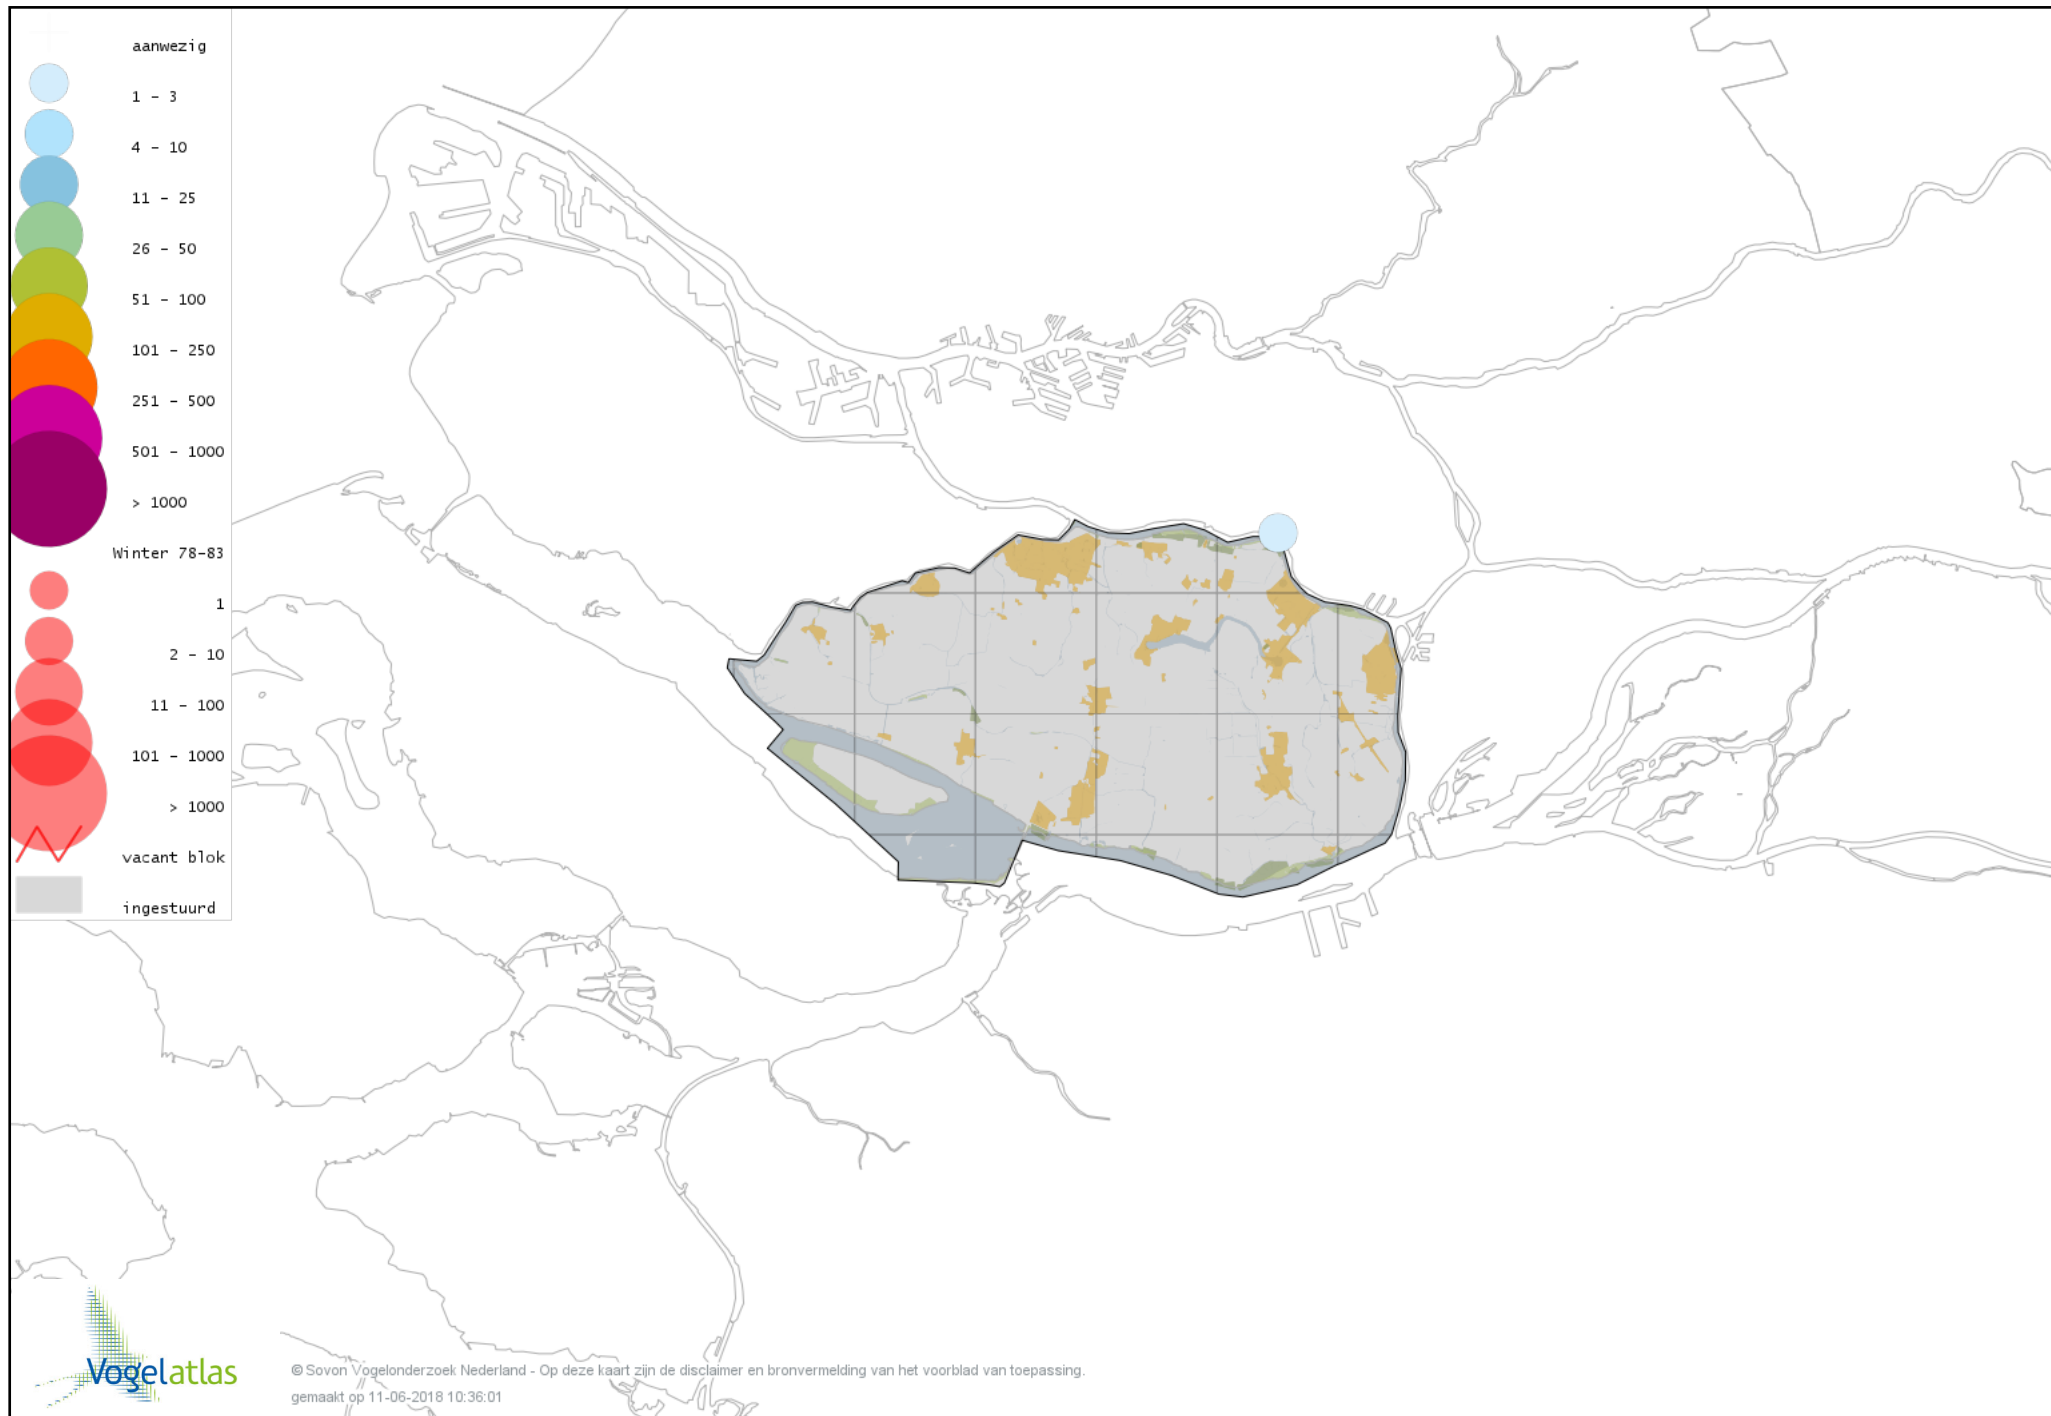 aanwezig
1 – 3
4 – 10
11 – 25
26 – 50
51 – 100
101 – 250
251 – 500
501 – 1000
> 1000
Winter 78-83
1
2 – 10
11 – 100
101 – 1000
> 1000
vacant blok
ingestuurd
Vogelatlas
© Sovon Vogelonderzoek Nederland - Op deze kaart zijn de disclaimer en bronvermelding van het voorblad van toepassing.
gemaakt op 11-06-2018 10:36:01